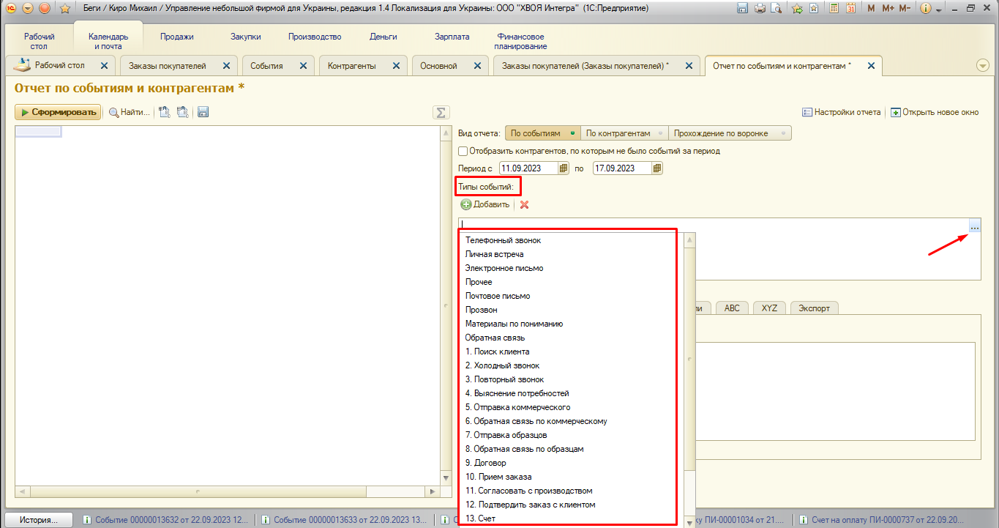 Беги / Киро Михаил / Управление небольшой фирмой для Украины, редакция 1.4 Локализация для Украины: ООО "ХВОЯ Интегра" (1С:Предприятие)
M M+ M-
Рабочий стол
Календарь и почта
Продажи
Закупки
Производство
Деньги
Зарплата
Финансовое планирование
Рабочий стол
Заказы покупателей
События
Контрагенты
Основной
Заказы покупателей (Заказы покупателей) *
Отчет по событиям и контрагентам *
Отчет по событиям и контрагентам *
Сформировать
Найти...
Σ
Настройки отчета
Открыть новое окно
Вид отчета: По событиям По контрагентам Прохождение по воронке
Отобразить контрагентов, по которым не было событий за период
Период с 11.09.2023 по 17.09.2023
Типы событий:
Добавить
...
Телефонный звонок
Личная встреча
Электронное письмо
Прочее
Почтовое письмо
Прозвон
Материалы по пониманию
Обратная связь
1. Поиск клиента
2. Холодный звонок
3. Повторный звонок
4. Выяснение потребностей
5. Отправка коммерческого
6. Обратная связь по коммерческому
7. Отправка образцов
8. Обратная связь по образцам
9. Договор
10. Прием заказа
11. Согласовать с производством
12. Подтвердить заказ с клиентом
13. Счет
ли ABC XYZ Экспорт
История...
Событие 00000013632 от 22.09.2023 12...
Событие 00000013633 от 22.09.2023 13...
ку ПИ-00001034 от 21....
Счет на оплату ПИ-0000737 от 22.09.20...